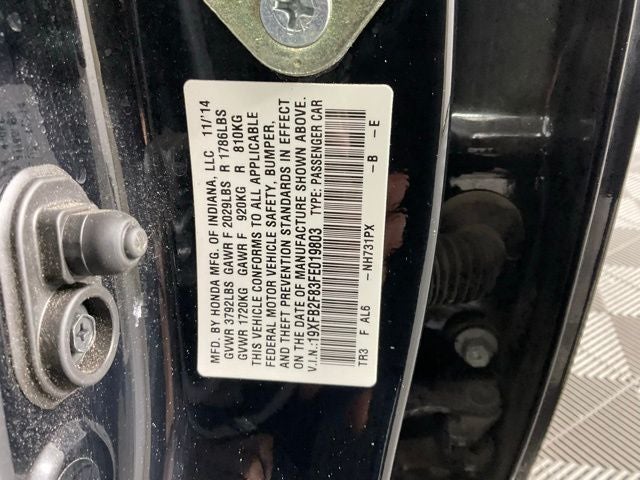 MFD. BY HONDA MFG. OF INDIANA, LLC 11/'14
GVWR 3792LBS GAWR F 2029LBS R 1786LBS
GVWR 1720KG GAWR F 920KG R 810KG
THIS VEHICLE CONFORMS TO ALL APPLICABLE
FEDERAL MOTOR VEHICLE SAFETY, BUMPER,
AND THEFT PREVENTION STANDARDS IN EFFECT
ON THE DATE OF MANUFACTURE SHOWN ABOVE.
V.I.N.:19XFB2F83FE019803 TYPE: PASSENGER CAR
TR3 F AL6 -NH731PX -B -E